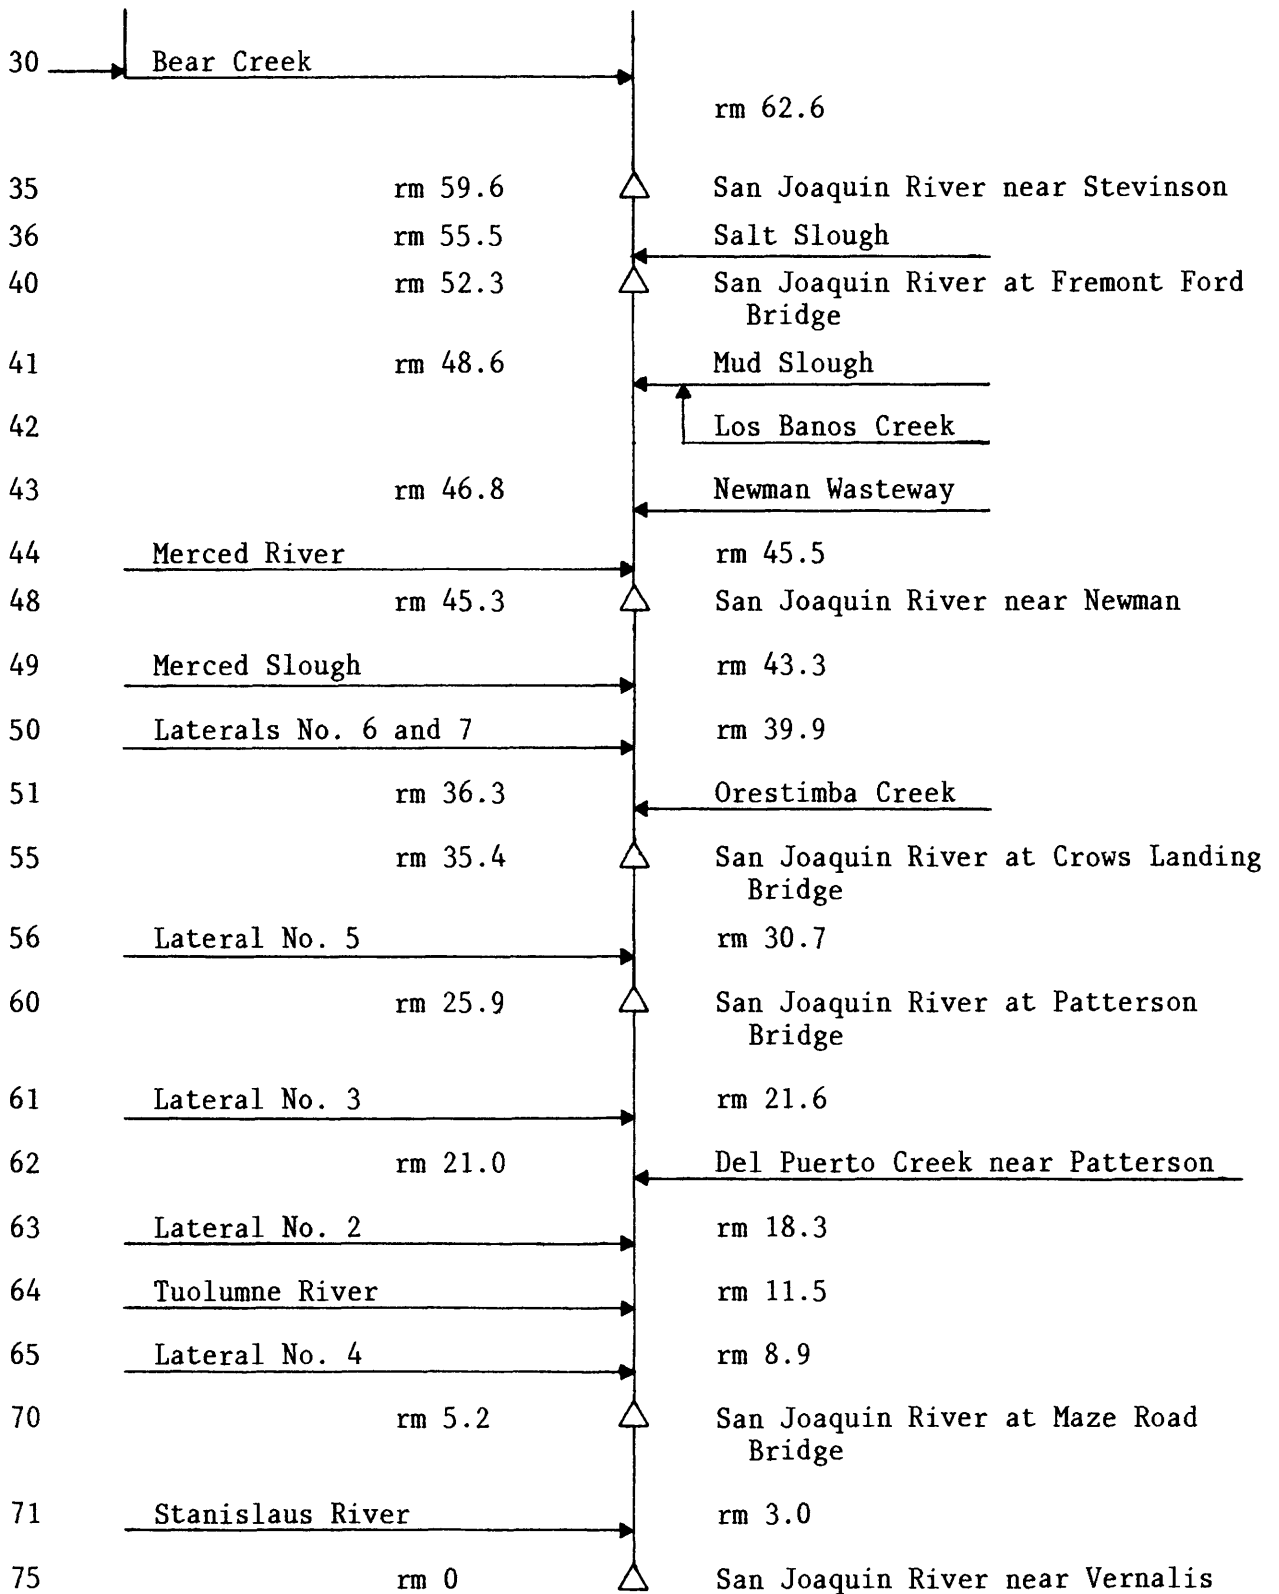 30 Bear Creek
rm 62.6
35 rm 59.6 San Joaquin River near Stevinson
36 rm 55.5 Salt Slough
40 rm 52.3 San Joaquin River at Fremont Ford
Bridge
41 rm 48.6 Mud Slough
42 Los Banos Creek
43 rm 46.8 Newman Wasteway
44 Merced River rm 45.5
48 rm 45.3 San Joaquin River near Newman
49 Merced Slough rm 43.3
50 Laterals No. 6 and 7 rm 39.9
51 rm 36.3 Orestimba Creek
55 rm 35.4 San Joaquin River at Crows Landing
Bridge
56 Lateral No. 5 rm 30.7
60 rm 25.9 San Joaquin River at Patterson
Bridge
61 Lateral No. 3 rm 21.6
62 rm 21.0 Del Puerto Creek near Patterson
63 Lateral No. 2 rm 18.3
64 Tuolumne River rm 11.5
65 Lateral No. 4 rm 8.9
70 rm 5.2 San Joaquin River at Maze Road
Bridge
71 Stanislaus River rm 3.0
75 rm 0 San Joaquin River near Vernalis